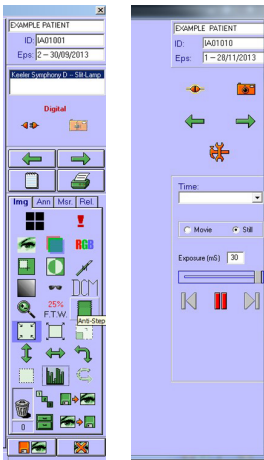 EXAMPLE PATIENT
ID: IA01001
Eps: 2 – 30/09/2013
Keeler Symphony D – Slit-Lamp
Digital
Img Ann Msr. Rel.
RGB
DCM
25%
F.T.W.
Anti-Step
0
EXAMPLE PATIENT
ID: IA01010
Eps: 1 – 28/11/2013
Time:
Movie Still
Exposure (mS) 30